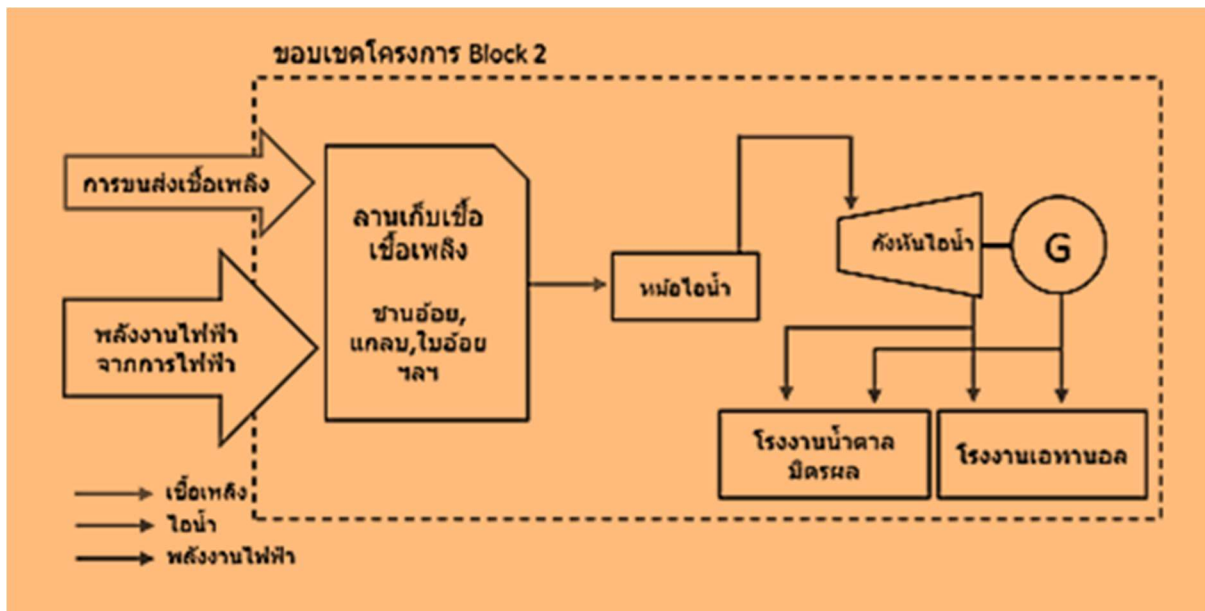 ขอบเขตโครงการ Block 2
การขนส่งเชื้อเพลิง
พลังงานไฟฟ้า
จากการไฟฟ้า
ลานเก็บเชื้อ
เชื้อเพลิง
ชานอ้อย,
แกลบ,ใบอ้อย
ฯลฯ
หม้อไอน้ำ
กังหันไอน้ำ
G
โรงงานน้ำตาล
มิตรผล
โรงงานเอทานอล
เชื้อเพลิง
ไอน้ำ
พลังงานไฟฟ้า